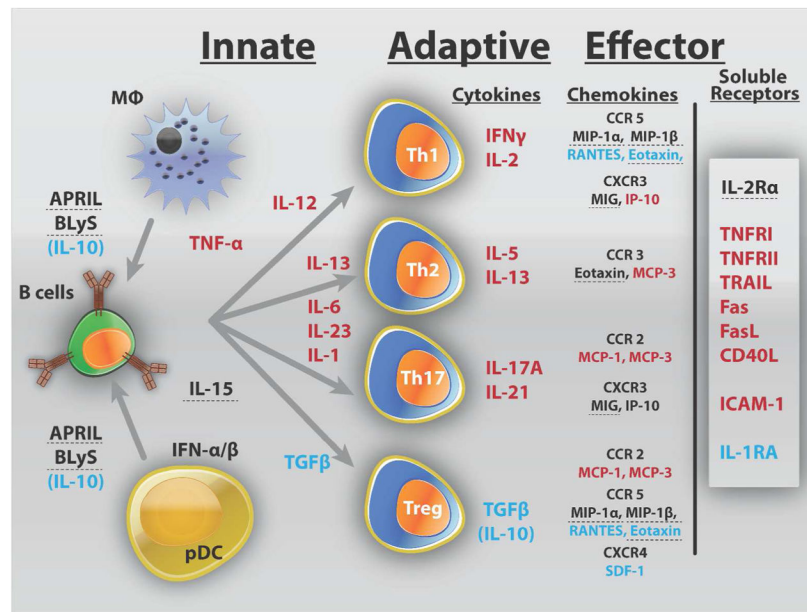 Innate
Adaptive
Effector
Cytokines
Chemokines
Soluble
Receptors
MΦ
APRIL
BLyS
(IL-10)
B cells
APRIL
BLyS
(IL-10)
IFN-α/β
pDC
TNF-α
IL-12
IL-13
IL-6
IL-23
IL-1
IL-15
TGFβ
Th1
IFNγ
IL-2
CCR 5
MIP-1α, MIP-1β
RANTES, Eotaxin,
CXCR3
MIG, IP-10
Th2
IL-5
IL-13
CCR 3
Eotaxin, MCP-3
Th17
IL-17A
IL-21
CCR 2
MCP-1, MCP-3
CXCR3
MIG, IP-10
Treg
TGFβ
(IL-10)
CCR 2
MCP-1, MCP-3
CCR 5
MIP-1α, MIP-1β,
RANTES, Eotaxin
CXCR4
SDF-1
IL-2Rα
TNFRI
TNFRII
TRAIL
Fas
FasL
CD40L
ICAM-1
IL-1RA